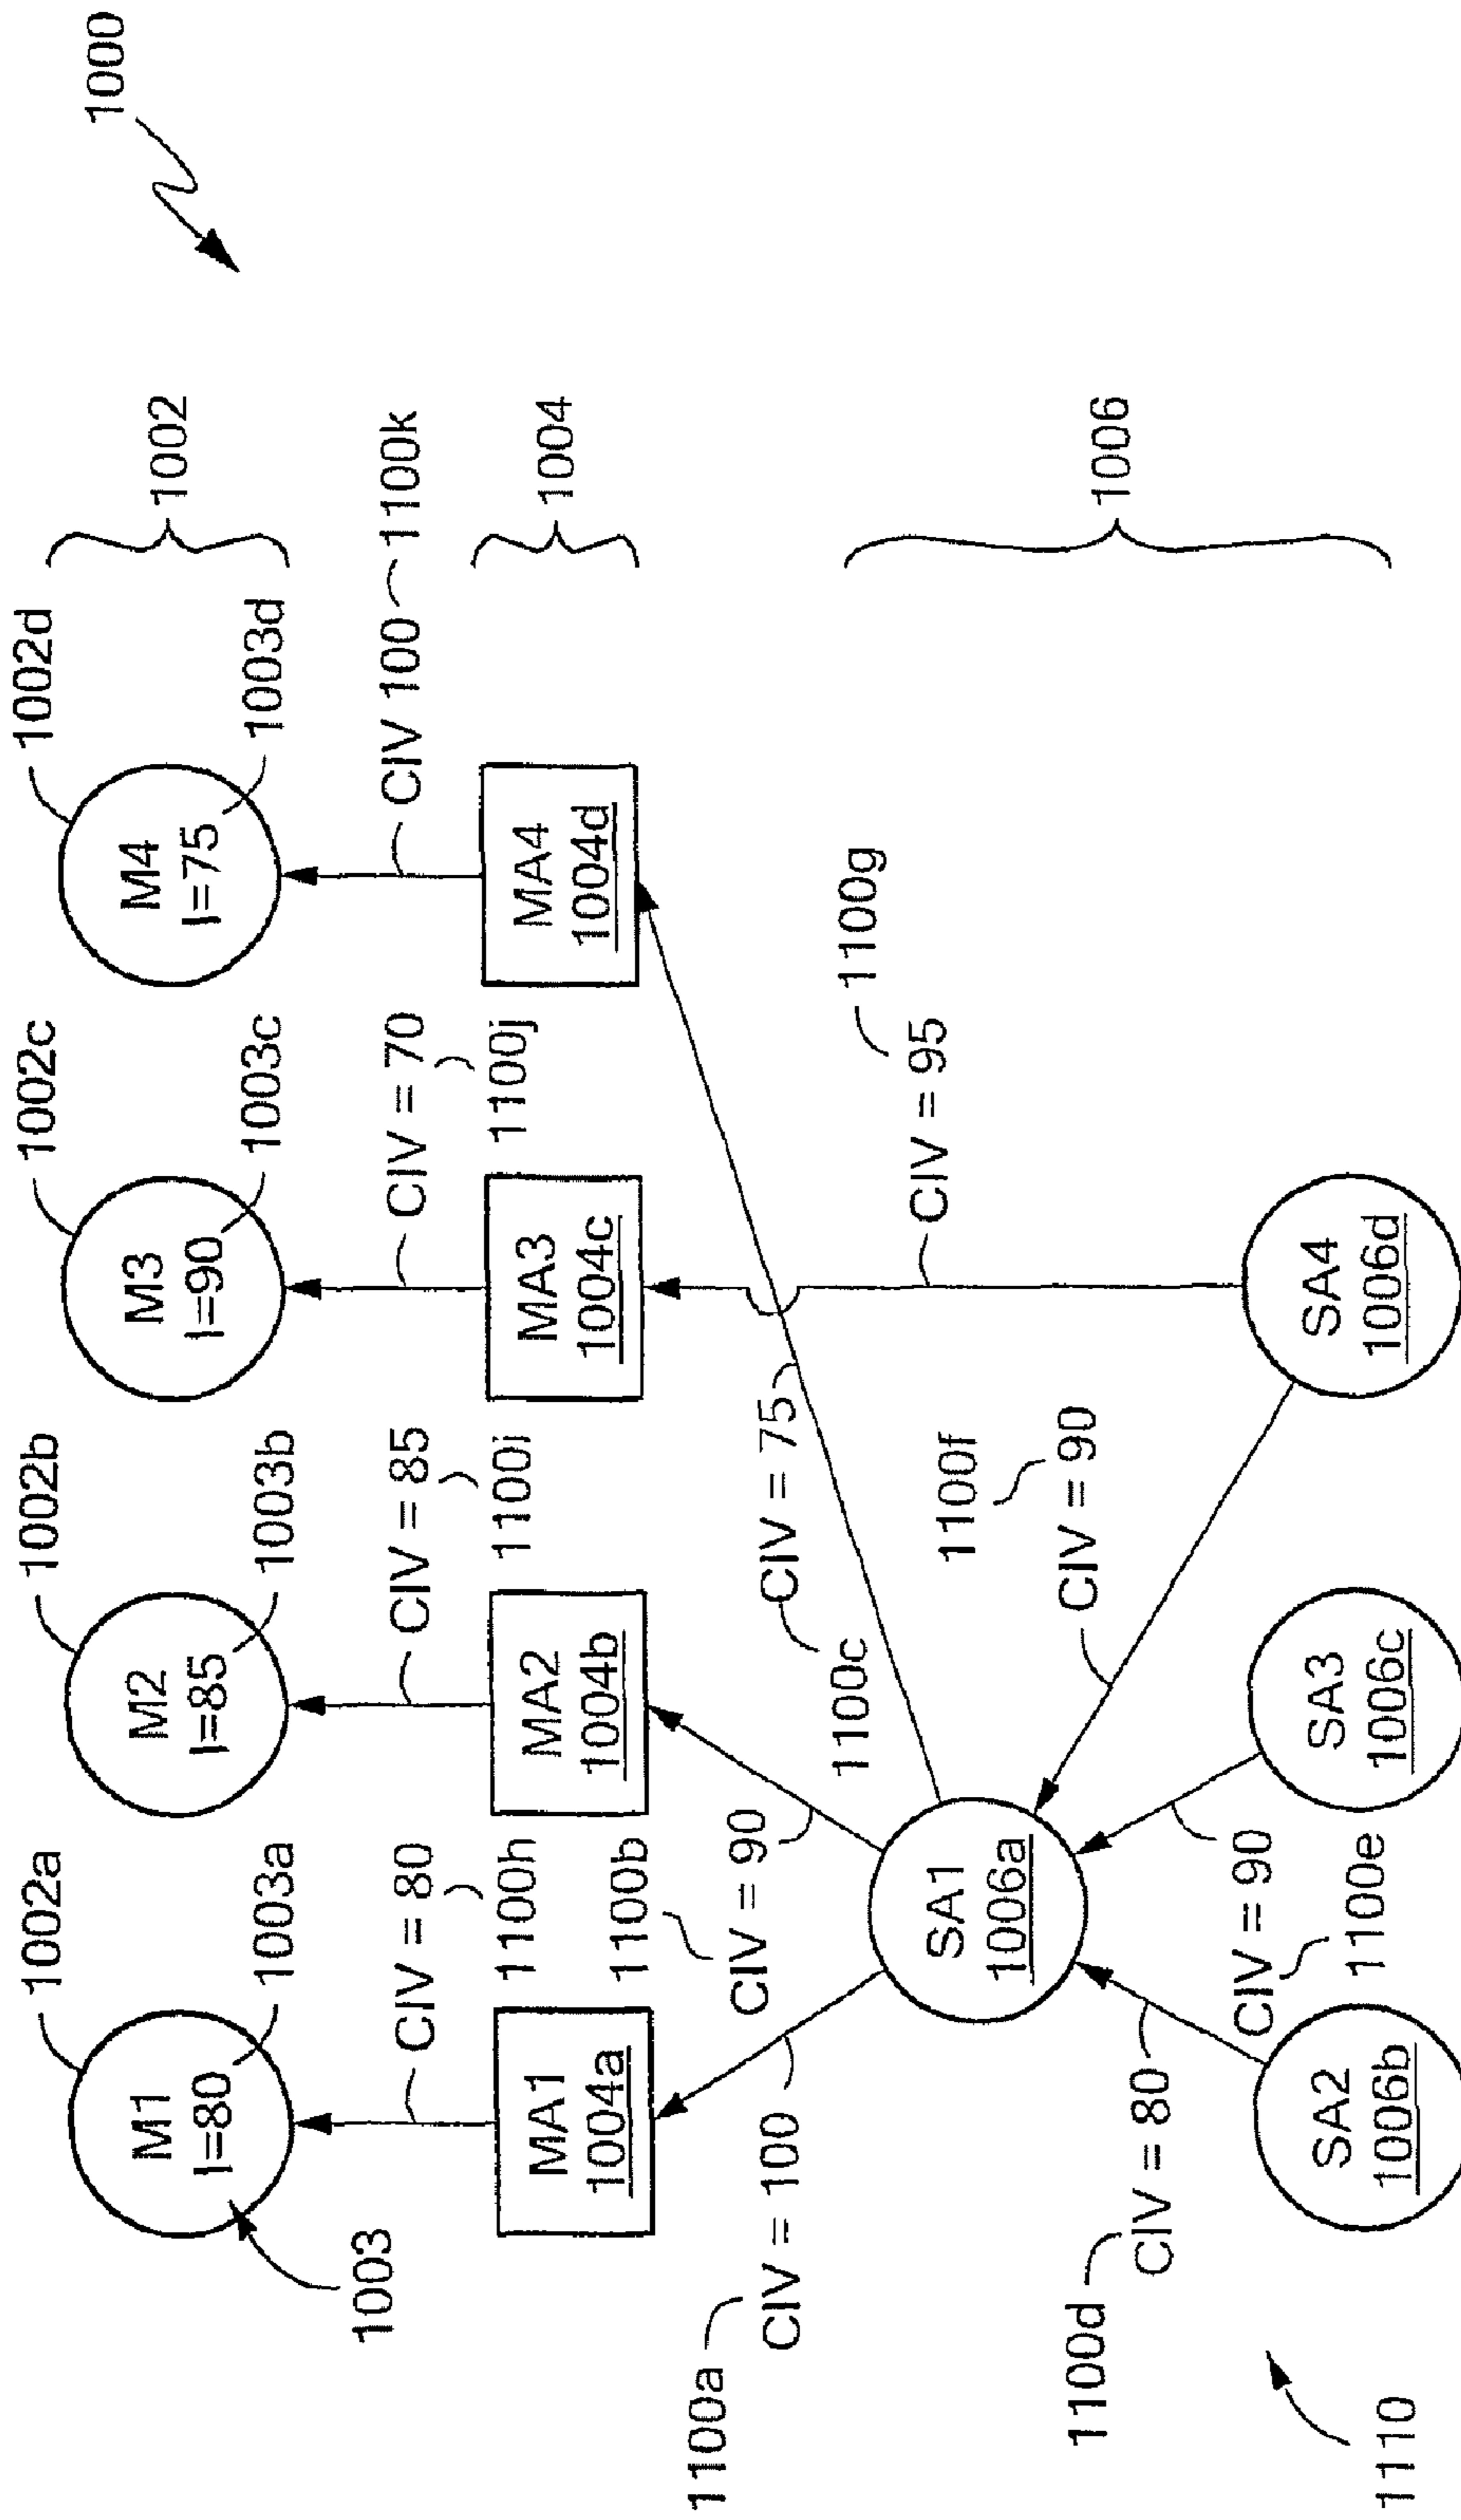 1000
1002a
1002b
1002c
1002d
1002
M1
I=80
M2
I=85
M3
I=90
M4
I=75
1003
1003a
1003b
1003c
1003d
CIV = 80
CIV = 85
CIV = 70
CIV 100
1100k
1100h
1100i
1100j
MA1
1004a
MA2
1004b
MA3
1004c
MA4
1004d
1004
1100a
CIV = 100
1100b
CIV = 90
CIV = 75
1100c
1100g
CIV = 95
SA1
1006a
1100f
CIV = 90
1006
1100d
CIV = 80
CIV = 90
1100e
SA2
1006b
SA3
1006c
SA4
1006d
1110